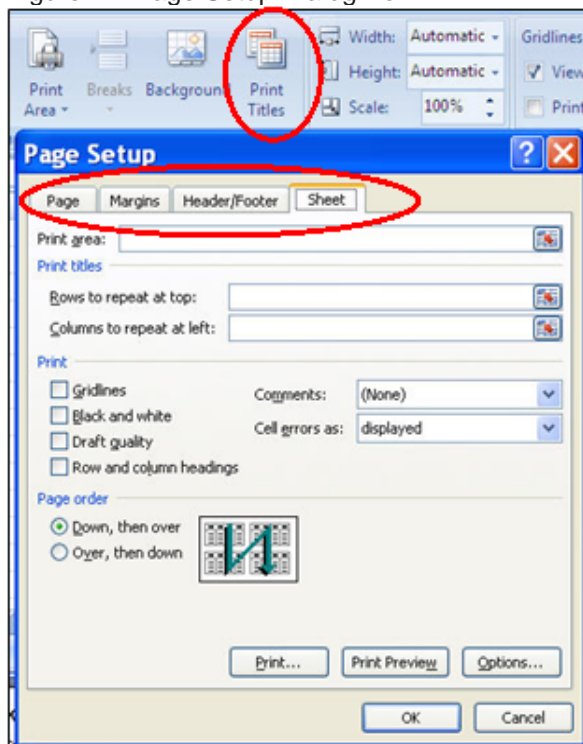 Width: Automatic Gridlines
Height: Automatic View
Print Breaks Background Print Scale: 100% Print
Area Titles
Page Setup
Page Margins Header/Footer Sheet
Print area:
Print titles
Rows to repeat at top:
Columns to repeat at left:
Print
Gridlines Comments: (None)
Black and white Cell errors as: displayed
Draft quality
Row and column headings
Page order
Down, then over
Over, then down
Print... Print Preview Options...
OK Cancel